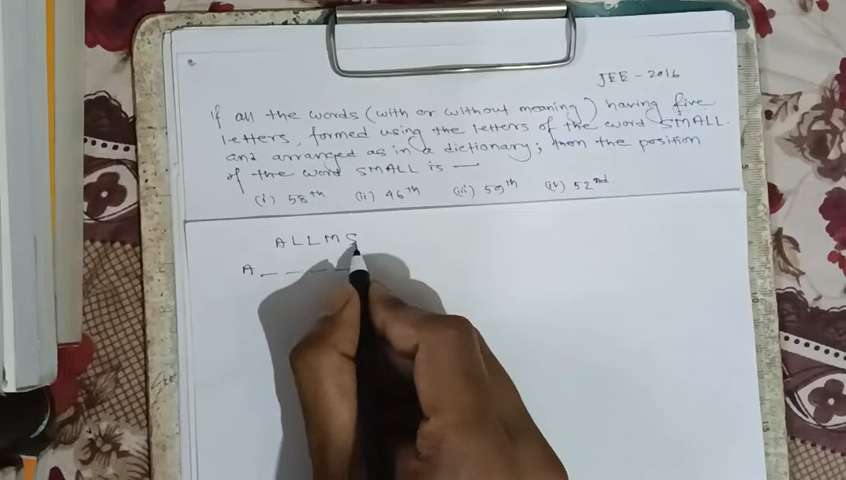 JEE - 2016
If all the words (with or without meaning) having five
letters, formed using the letters of the word SMALL
and arranged as in a dictionary; then the position
of the word SMALL is —
(i) 58th (ii) 46th (iii) 59th (iv) 52nd
A L L M S
A _ _ _ _